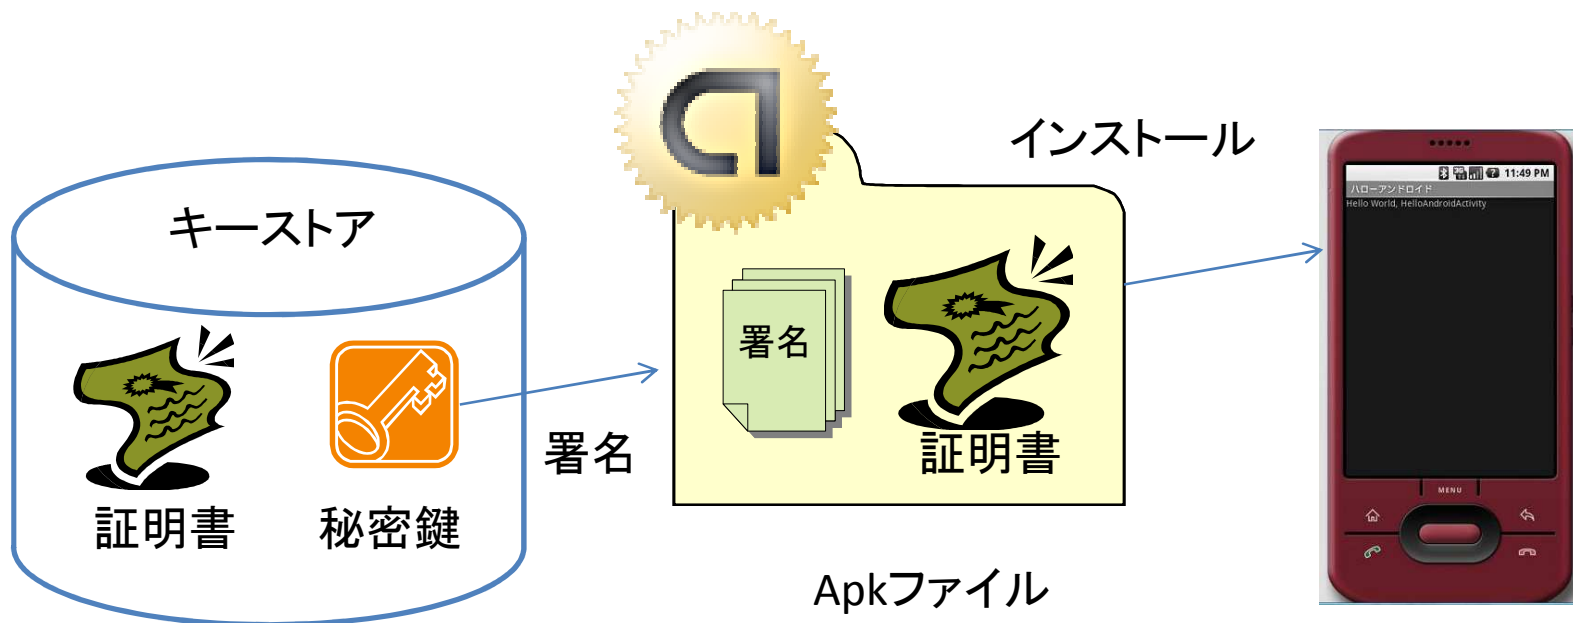 キーストア
証明書
秘密鍵
署名
署名
証明書
Apkファイル
インストール
11:49 PM
ハローアンドロイド
Hello World, HelloAndroidActivity
MENU